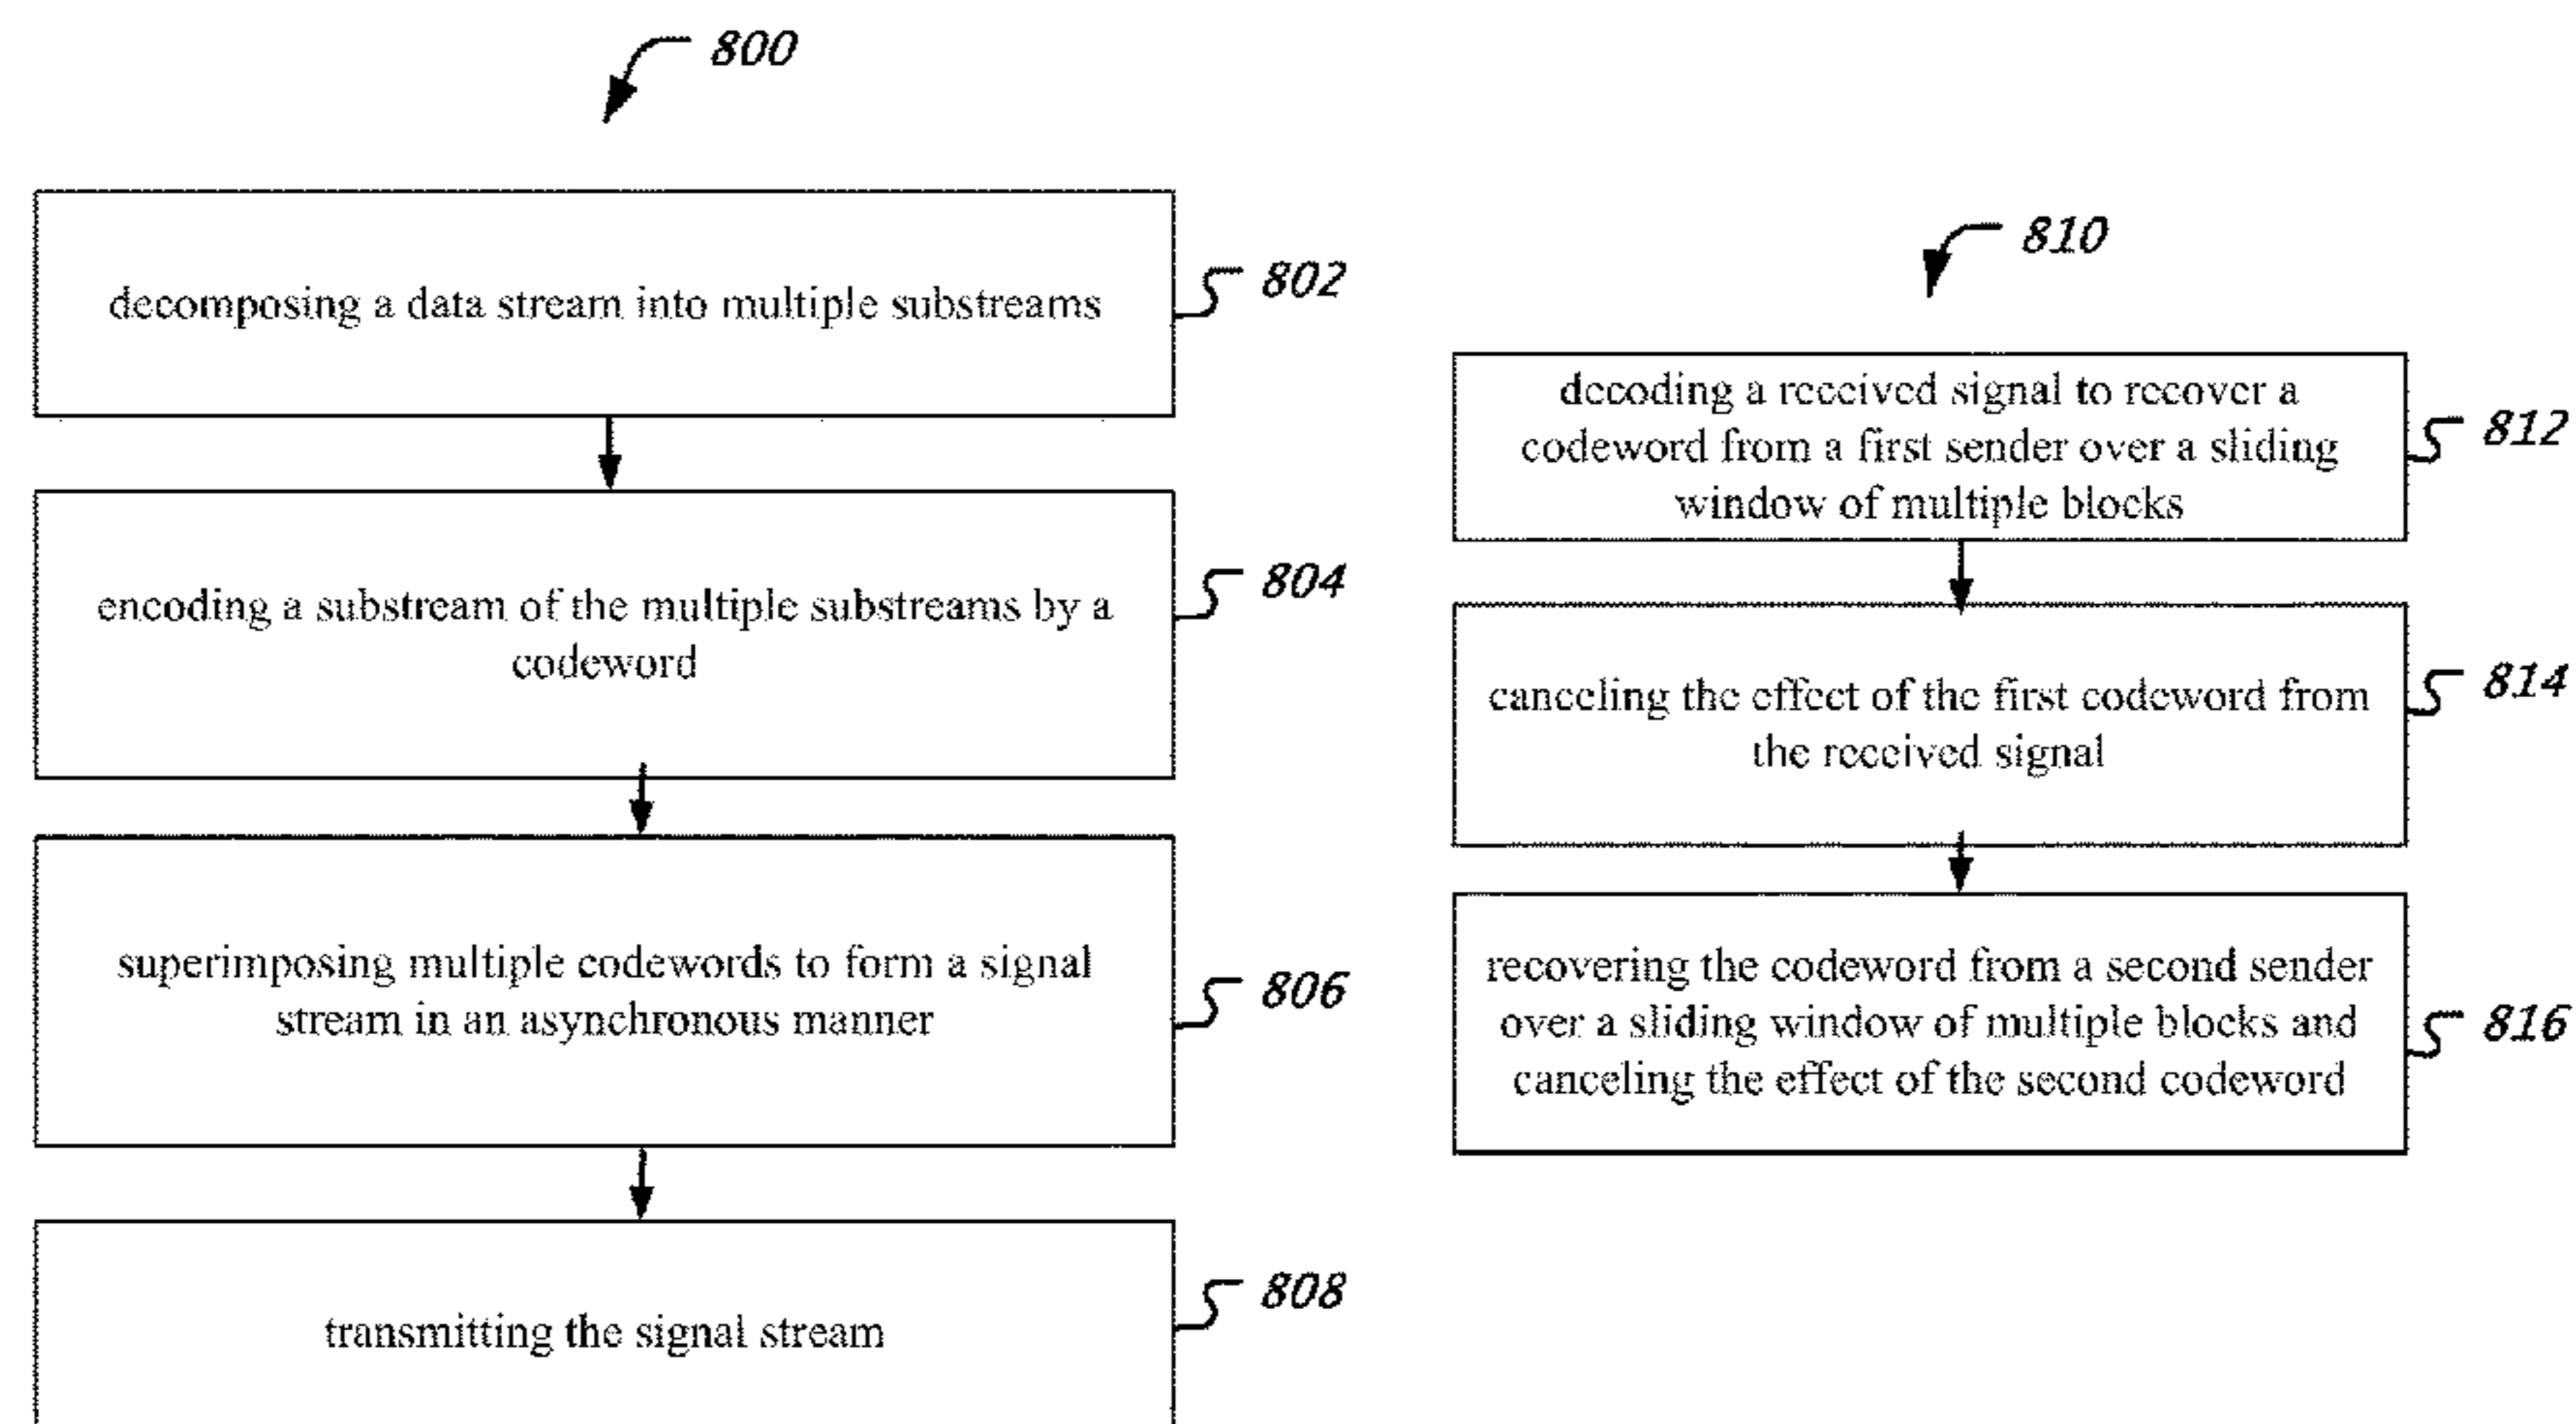 800
decomposing a data stream into multiple substreams
802
encoding a substream of the multiple substreams by a
codeword
804
superimposing multiple codewords to form a signal
stream in an asynchronous manner
806
transmitting the signal stream
808
810
decoding a received signal to recover a
codeword from a first sender over a sliding
window of multiple blocks
812
canceling the effect of the first codeword from
the received signal
814
recovering the codeword from a second sender
over a sliding window of multiple blocks and
canceling the effect of the second codeword
816